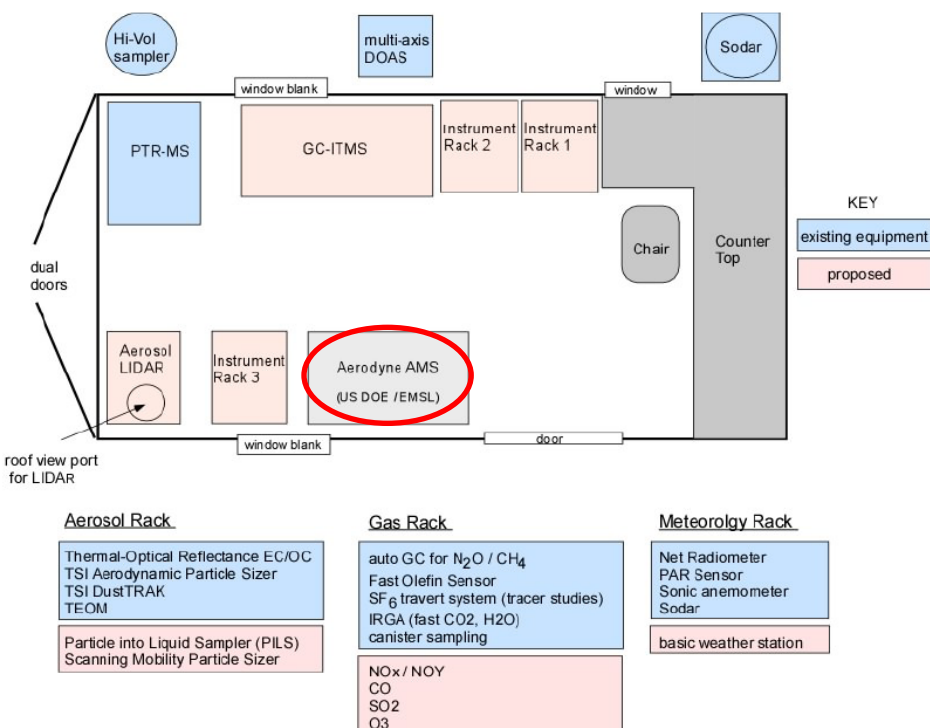 Hi-Vol
sampler
multi-axis
DOAS
Sodar
window blank
window
PTR-MS
GC-ITMS
Instrument
Rack 2
Instrument
Rack 1
KEY
existing equipment
proposed
Chair
Counter
Top
dual
doors
Aerosol
LIDAR
Instrument
Rack 3
Aerodyne AMS
(US DOE /EMSL)
window blank
door
roof view port
for LIDAR
Aerosol Rack
Thermal-Optical Reflectance EC/OC
TSI Aerodynamic Particle Sizer
TSI DustTRAK
TEOM
Particle into Liquid Sampler (PILS)
Scanning Mobility Particle Sizer
Gas Rack
auto GC for N2O / CH4
Fast Olefin Sensor
SF6 travert system (tracer studies)
IRGA (fast CO2, H2O)
canister sampling
NOx / NOY
CO
SO2
O3
Meteorolgy Rack
Net Radiometer
PAR Sensor
Sonic anemometer
Sodar
basic weather station